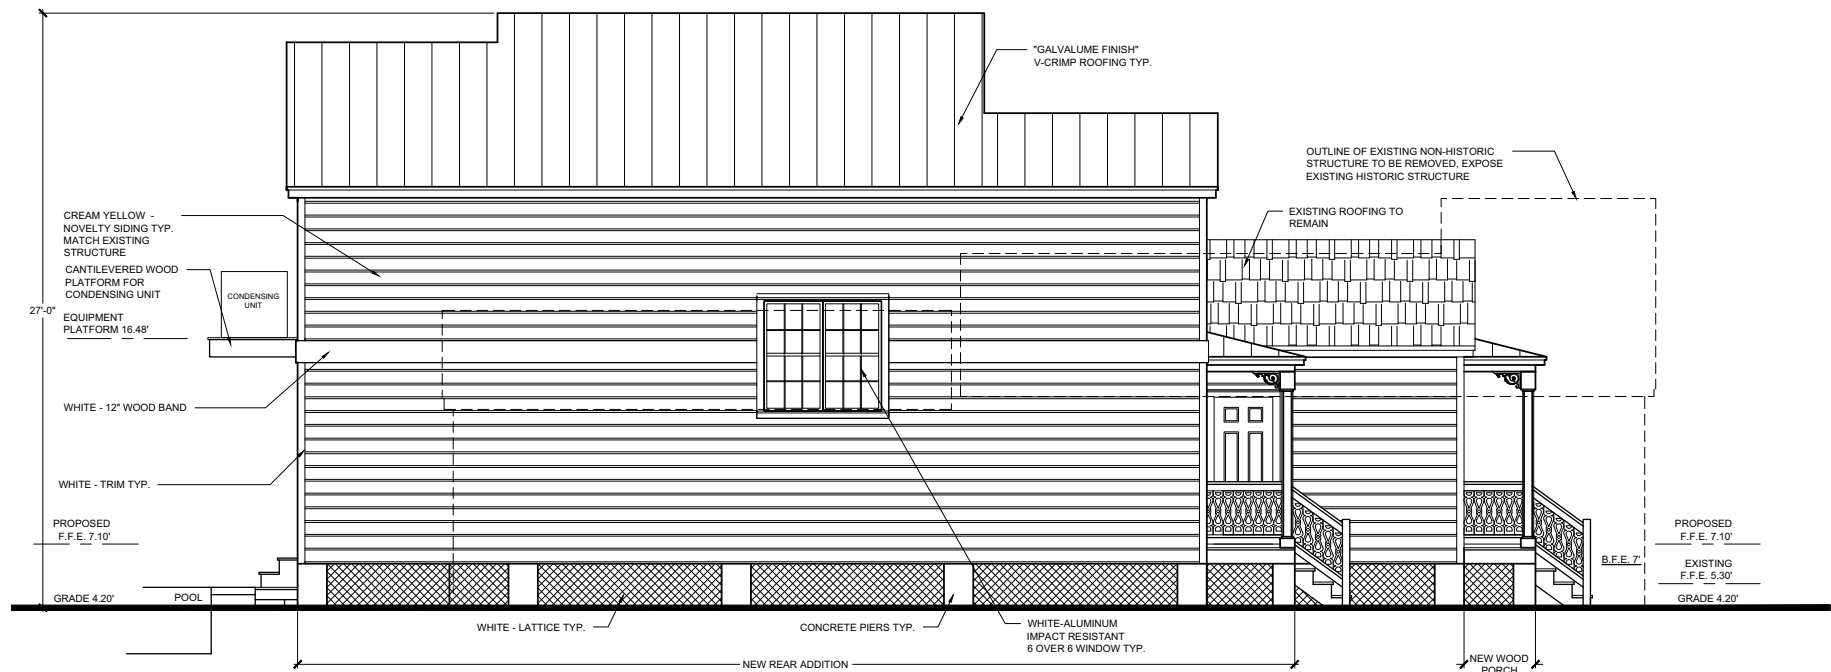 "GALVALUME FINISH"
V-CRIMP ROOFING TYP.
OUTLINE OF EXISTING NON-HISTORIC
STRUCTURE TO BE REMOVED, EXPOSE
EXISTING HISTORIC STRUCTURE
EXISTING ROOFING TO
REMAIN
CREAM YELLOW -
NOVELTY SIDING TYP.
MATCH EXISTING
STRUCTURE
CANTILEVERED WOOD
PLATFORM FOR
CONDENSING UNIT
CONDENSING
UNIT
27'-0"
EQUIPMENT
PLATFORM 16.48'
WHITE - 12" WOOD BAND
WHITE - TRIM TYP.
PROPOSED
F.F.E. 7.10'
GRADE 4.20'
POOL
WHITE - LATTICE TYP.
CONCRETE PIERS TYP.
WHITE-ALUMINUM
IMPACT RESISTANT
6 OVER 6 WINDOW TYP.
B.F.E. 7'
PROPOSED
F.F.E. 7.10'
EXISTING
F.F.E. 5.30'
GRADE 4.20'
NEW REAR ADDITION
NEW WOOD
PORCH